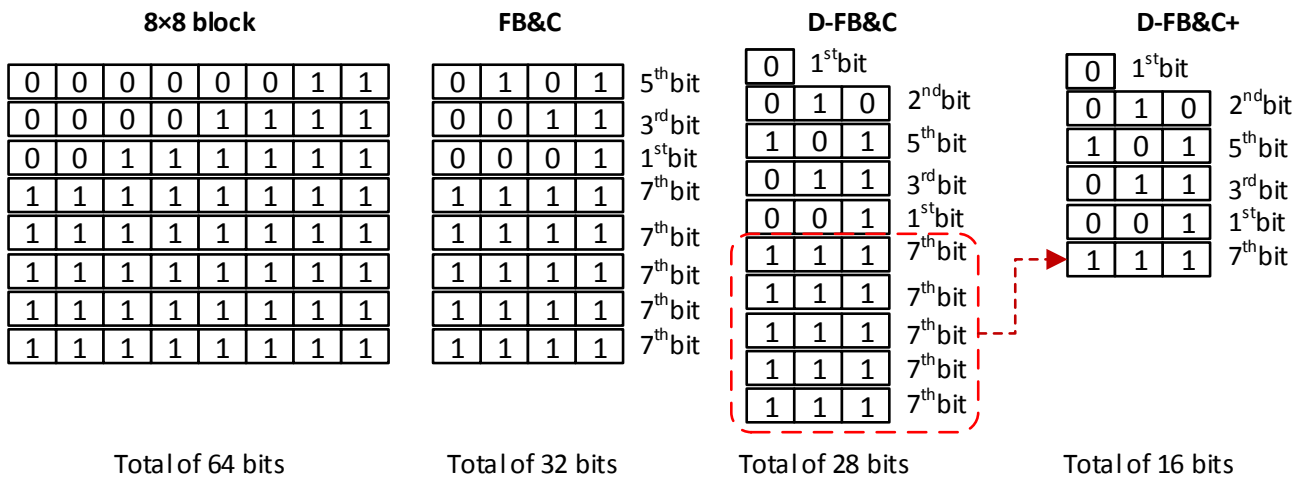 8×8 block FB&C D-FB&C D-FB&C+
0 1st bit 0 1st bit
0 0 0 0 0 0 1 1 0 1 0 1 5th bit 0 1 0 2nd bit 0 1 0 2nd bit
0 0 0 0 1 1 1 1 0 0 1 1 3rd bit 1 0 1 5th bit 1 0 1 5th bit
0 0 1 1 1 1 1 1 0 0 0 1 1st bit 0 1 1 3rd bit 0 1 1 3rd bit
1 1 1 1 1 1 1 1 1 1 1 1 7th bit 0 0 1 1st bit 0 0 1 1st bit
1 1 1 1 1 1 1 1 1 1 1 1 7th bit 1 1 1 7th bit 1 1 1 7th bit
1 1 1 1 1 1 1 1 1 1 1 1 7th bit 1 1 1 7th bit
1 1 1 1 1 1 1 1 1 1 1 1 7th bit 1 1 1 7th bit
1 1 1 1 1 1 1 1 1 1 1 1 7th bit 1 1 1 7th bit
1 1 1 7th bit
Total of 64 bits Total of 32 bits Total of 28 bits Total of 16 bits